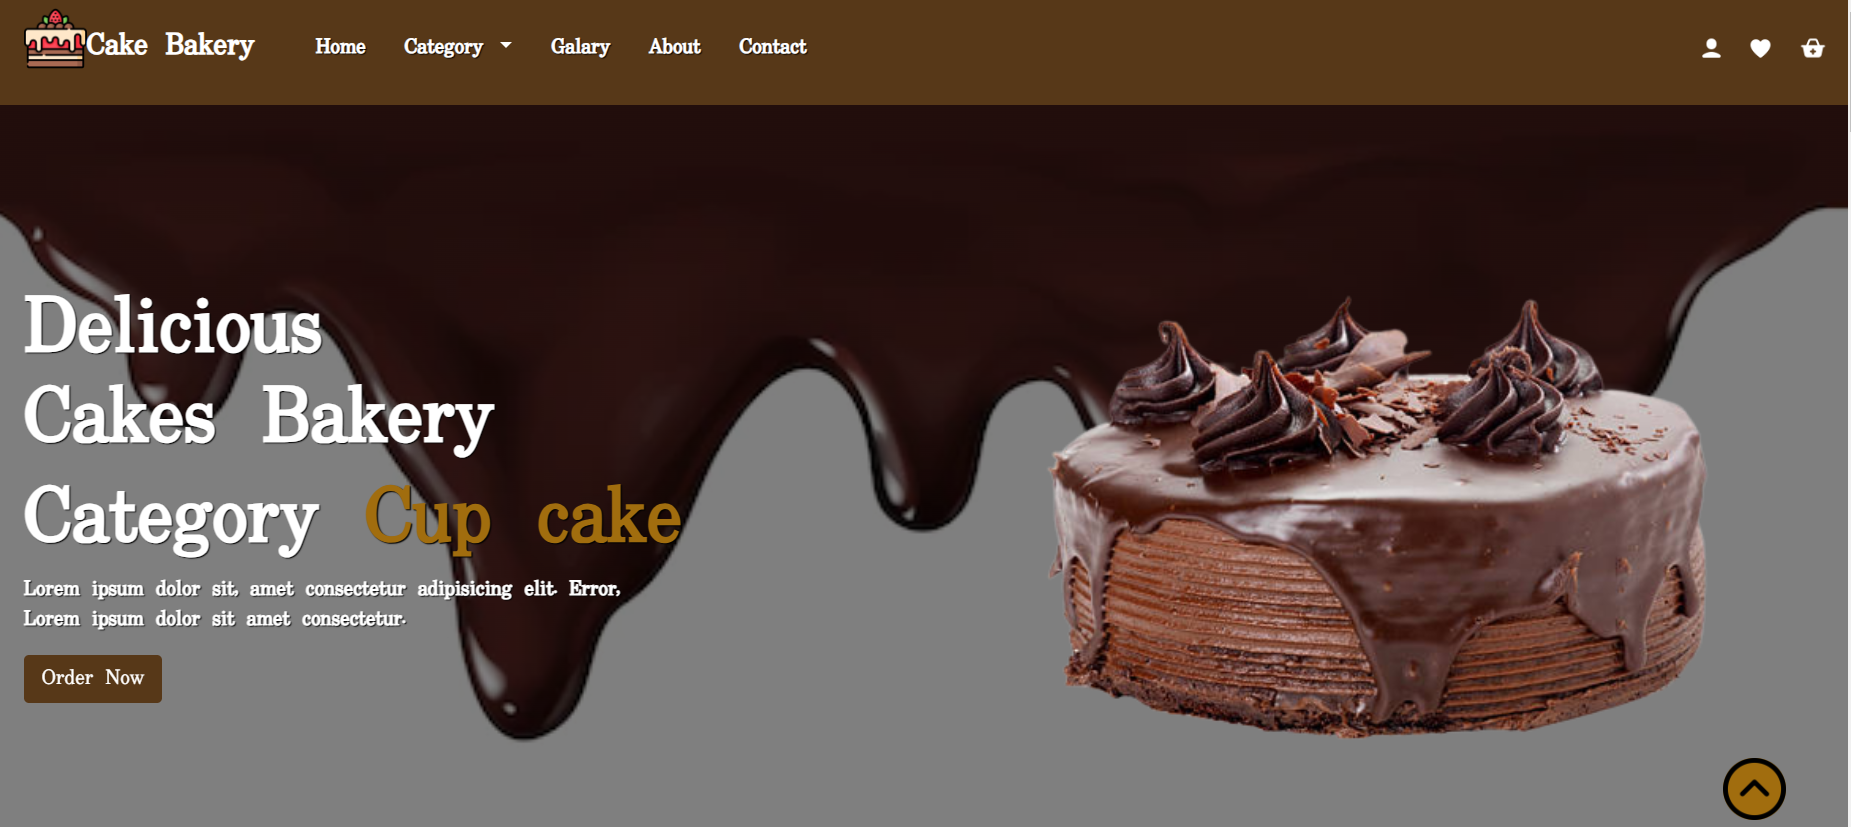 Cake Bakery
Home Category Galary About Contact
Delicious
Cakes Bakery
Category Cup cake
Lorem ipsum dolor sit, amet consectetur adipisicing elit. Error,
Lorem ipsum dolor sit amet consectetur.
Order Now